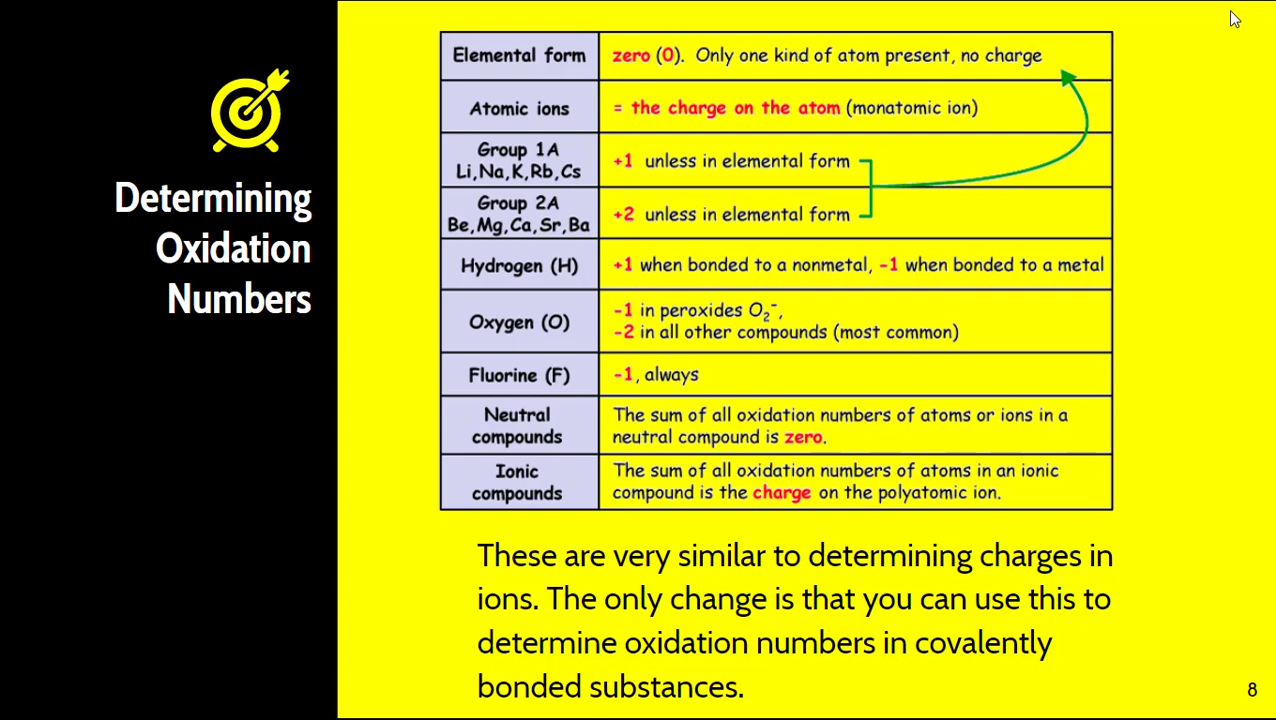 Determining
Oxidation
Numbers
Elemental form
zero (0). Only one kind of atom present, no charge
Atomic ions
= the charge on the atom (monatomic ion)
Group 1A
Li,Na,K,Rb,Cs
+1 unless in elemental form
Group 2A
Be,Mg,Ca,Sr,Ba
+2 unless in elemental form
Hydrogen (H)
+1 when bonded to a nonmetal, -1 when bonded to a metal
Oxygen (O)
-1 in peroxides O₂⁻,
-2 in all other compounds (most common)
Fluorine (F)
-1, always
Neutral
compounds
The sum of all oxidation numbers of atoms or ions in a
neutral compound is zero.
Ionic
compounds
The sum of all oxidation numbers of atoms in an ionic
compound is the charge on the polyatomic ion.
These are very similar to determining charges in
ions. The only change is that you can use this to
determine oxidation numbers in covalently
bonded substances.
8